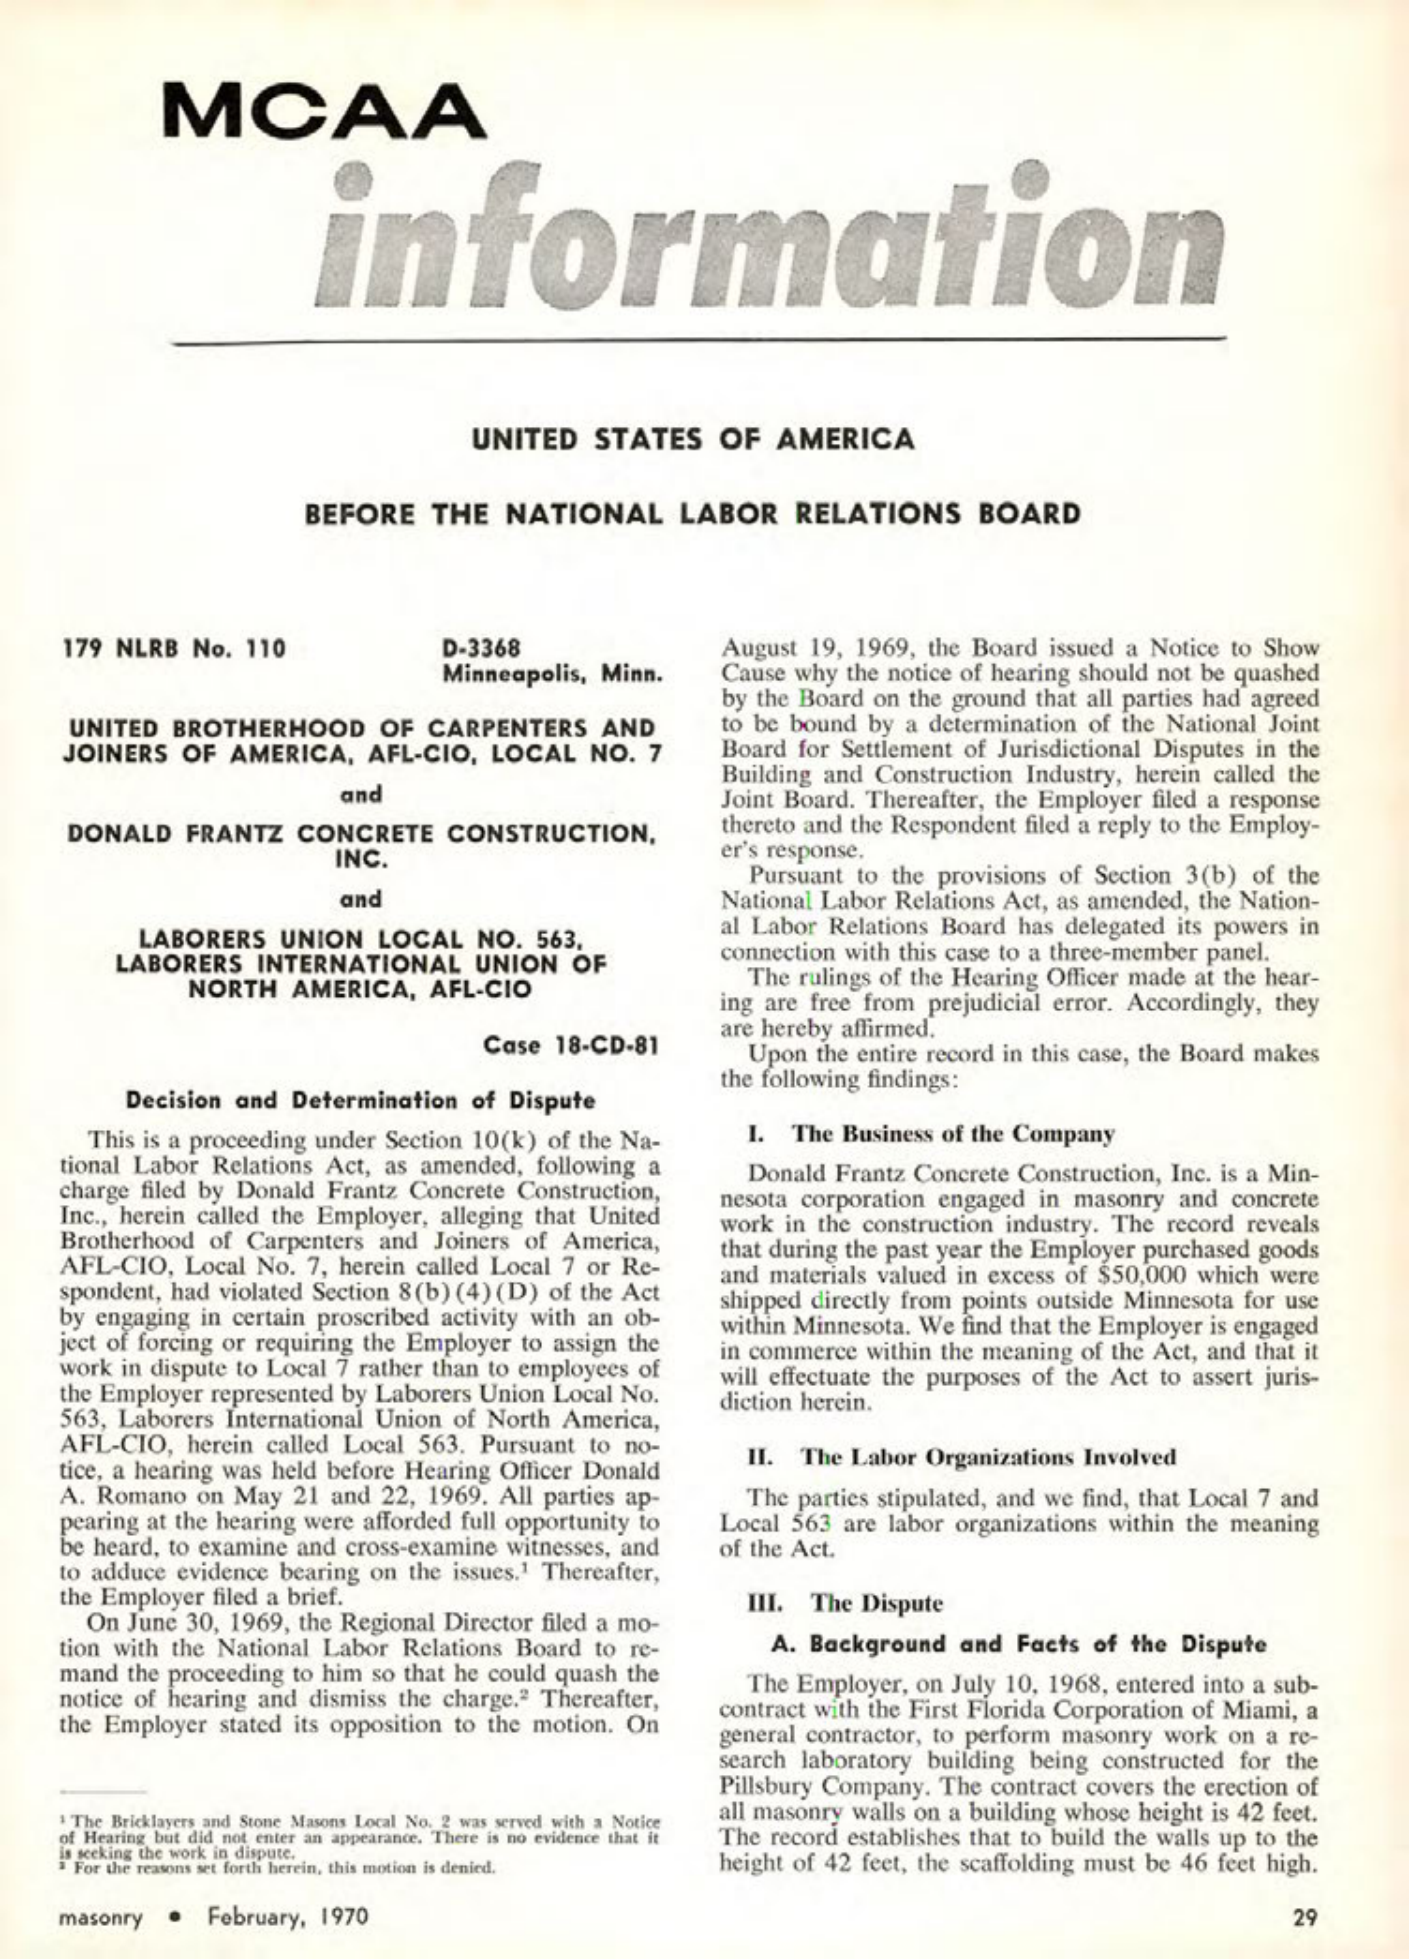 MCAA
information
UNITED STATES OF AMERICA
BEFORE THE NATIONAL LABOR RELATIONS BOARD
179 NLRB No. 110 D-3368
Minneapolis, Minn.
UNITED BROTHERHOOD OF CARPENTERS AND
JOINERS OF AMERICA, AFL-CIO, LOCAL NO. 7
and
DONALD FRANTZ CONCRETE CONSTRUCTION,
INC.
and
LABORERS UNION LOCAL NO. 563,
LABORERS INTERNATIONAL UNION OF
NORTH AMERICA, AFL-CIO
Case 18-CD-81
Decision and Determination of Dispute
This is a proceeding under Section 10(k) of the Na-
tional Labor Relations Act, as amended, following a
charge filed by Donald Frantz Concrete Construction,
Inc., herein called the Employer, alleging that United
Brotherhood of Carpenters and Joiners of America,
AFL-CIO, Local No. 7, herein called Local 7 or Re-
spondent, had violated Section 8(b)(4)(D) of the Act
by engaging in certain proscribed activity with an ob-
ject of forcing or requiring the Employer to assign the
work in dispute to Local 7 rather than to employees of
the Employer represented by Laborers Union Local No.
563, Laborers International Union of North America,
AFL-CIO, herein called Local 563. Pursuant to no-
tice, a hearing was held before Hearing Officer Donald
A. Romano on May 21 and 22, 1969. All parties ap-
pearing at the hearing were afforded full opportunity to
be heard, to examine and cross-examine witnesses, and
to adduce evidence bearing on the issues.¹ Thereafter,
the Employer filed a brief.
On June 30, 1969, the Regional Director filed a mo-
tion with the National Labor Relations Board to re-
mand the proceeding to him so that he could quash the
notice of hearing and dismiss the charge.² Thereafter,
the Employer stated its opposition to the motion. On
¹ The Bricklayers and Stone Masons Local No. 2 was served with a Notice
of Hearing but did not enter an appearance. There is no evidence that it
is seeking the work in dispute.
² For the reasons set forth herein, this motion is denied.
August 19, 1969, the Board issued a Notice to Show
Cause why the notice of hearing should not be quashed
by the Board on the ground that all parties had agreed
to be bound by a determination of the National Joint
Board for Settlement of Jurisdictional Disputes in the
Building and Construction Industry, herein called the
Joint Board. Thereafter, the Employer filed a response
thereto and the Respondent filed a reply to the Employ-
er's response.
Pursuant to the provisions of Section 3(b) of the
National Labor Relations Act, as amended, the Nation-
al Labor Relations Board has delegated its powers in
connection with this case to a three-member panel.
The rulings of the Hearing Officer made at the hear-
ing are free from prejudicial error. Accordingly, they
are hereby affirmed.
Upon the entire record in this case, the Board makes
the following findings:
I. The Business of the Company
Donald Frantz Concrete Construction, Inc. is a Min-
nesota corporation engaged in masonry and concrete
work in the construction industry. The record reveals
that during the past year the Employer purchased goods
and materials valued in excess of $50,000 which were
shipped directly from points outside Minnesota for use
within Minnesota. We find that the Employer is engaged
in commerce within the meaning of the Act, and that it
will effectuate the purposes of the Act to assert juris-
diction herein.
II. The Labor Organizations Involved
The parties stipulated, and we find, that Local 7 and
Local 563 are labor organizations within the meaning
of the Act.
III. The Dispute
A. Background and Facts of the Dispute
The Employer, on July 10, 1968, entered into a sub-
contract with the First Florida Corporation of Miami, a
general contractor, to perform masonry work on a re-
search laboratory building being constructed for the
Pillsbury Company. The contract covers the erection of
all masonry walls on a building whose height is 42 feet.
The record establishes that to build the walls up to the
height of 42 feet, the scaffolding must be 46 feet high.
masonry • February, 1970 29